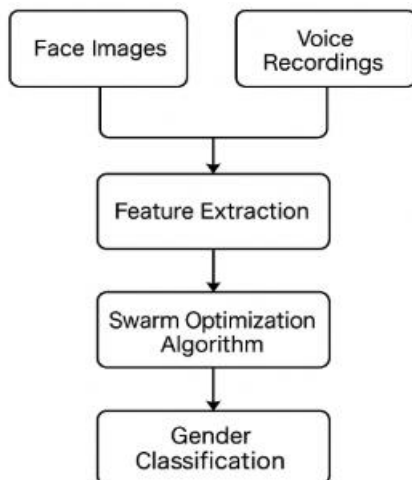 Face Images
Voice
Recordings
Feature Extraction
Swarm Optimization
Algorithm
Gender
Classification